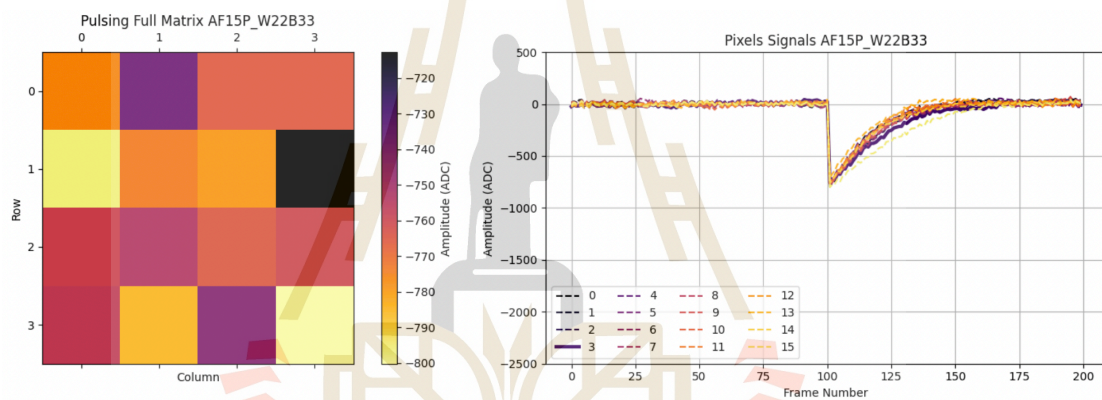 Pulsing Full Matrix AF15P_W22B33
0 1 2 3
0
1
2
3
Row
Column
−720
−730
−740
−750
−760
−770
−780
−790
−800
Amplitude (ADC)
Pixels Signals AF15P_W22B33
500
0
−500
−1000
−1500
−2000
−2500
Amplitude (ADC)
0 4 8 12
1 5 9 13
2 6 10 14
3 7 11 15
0 25 50 75 100 125 150 175 200
Frame Number